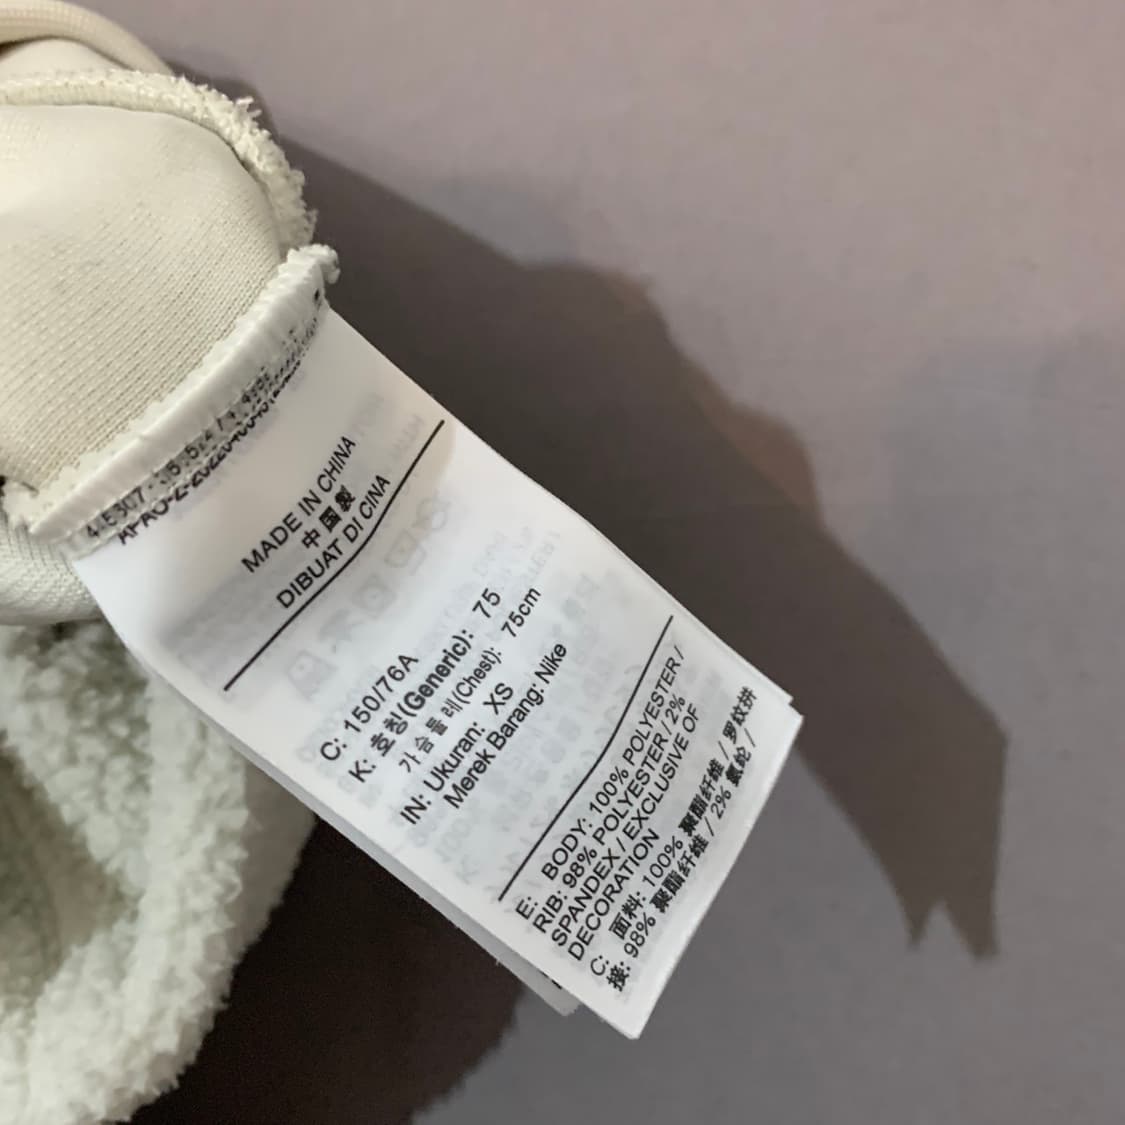 MADE IN CHINA
中国製
DIBUAT DI CINA
C: 150/76A
K: 호칭(Generic): 75
가슴둘레(Chest): 75cm
IN: Ukuran: XS
Merek Barang: Nike
E: BODY: 100% POLYESTER /
RIB: 98% POLYESTER / 2%
SPANDEX / EXCLUSIVE OF
DECORATION
C: 面料: 100% 聚酯纤维 / 罗纹拼
接: 98% 聚酯纤维 / 2% 氨纶 /